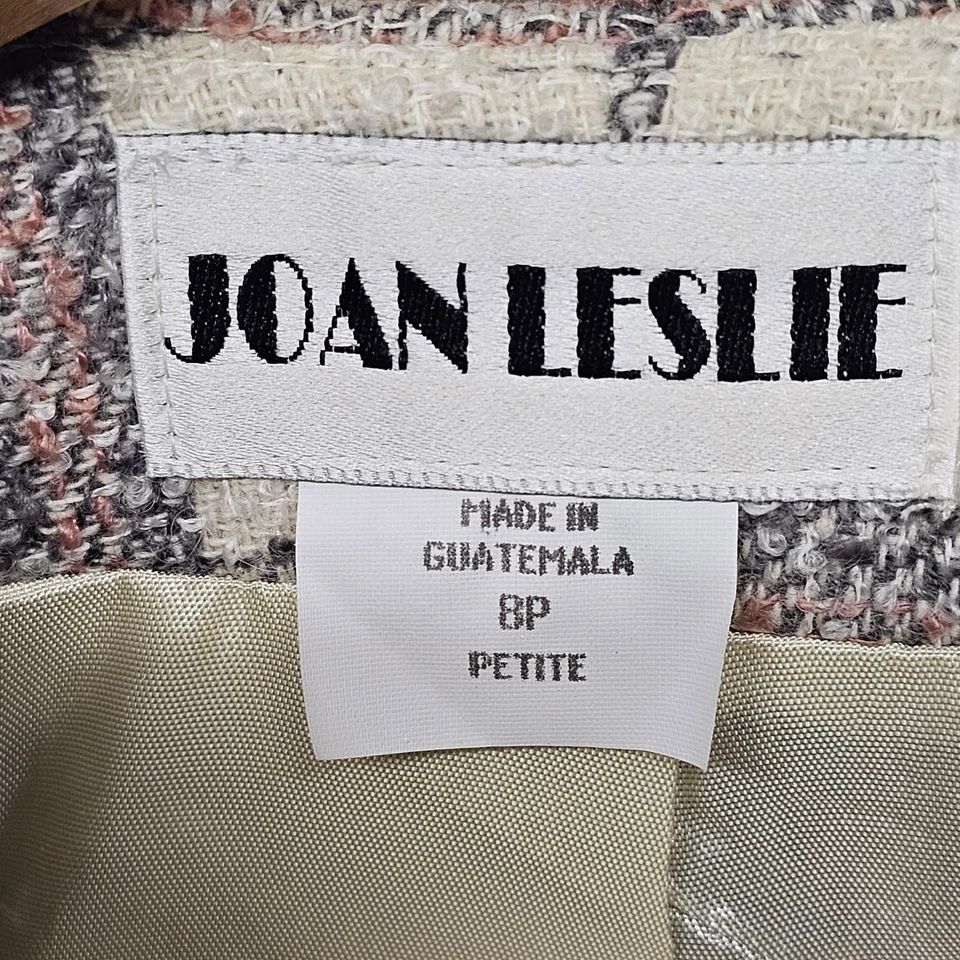 JOAN LESLIE
MADE IN
GUATEMALA
8P
PETITE